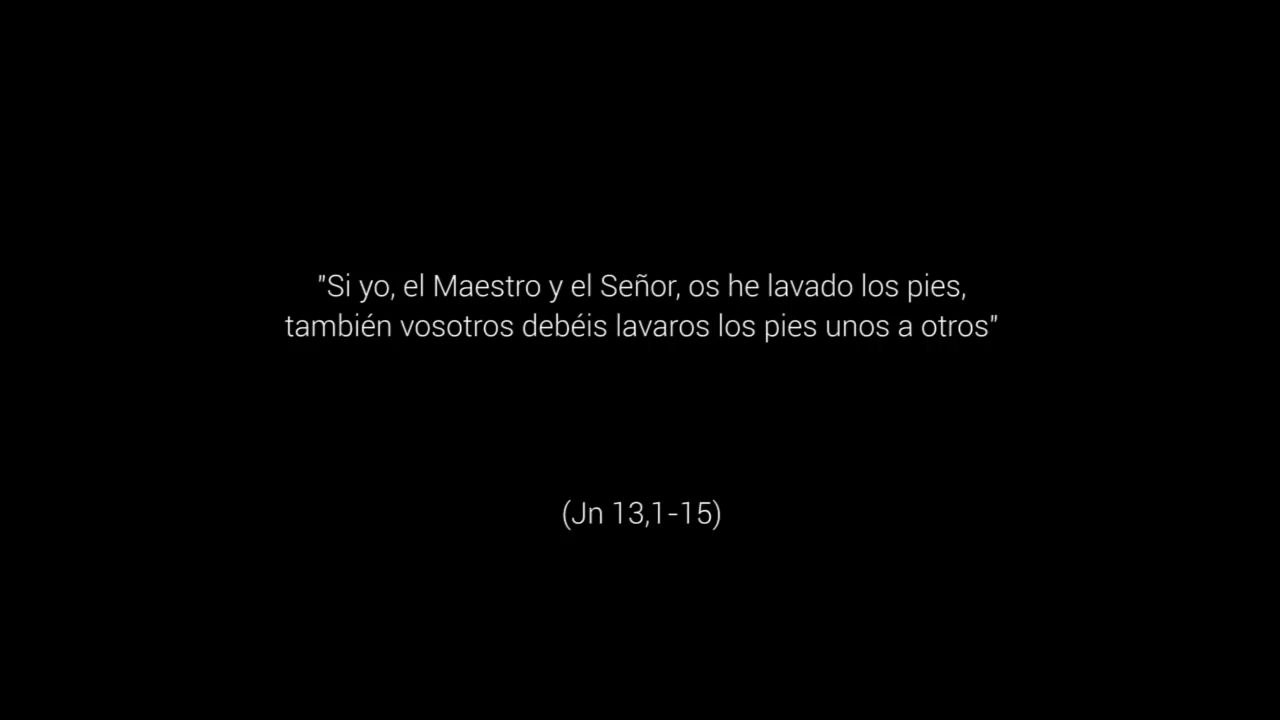 "Si yo, el Maestro y el Señor, os he lavado los pies,
también vosotros debéis lavaros los pies unos a otros"
(Jn 13,1-15)